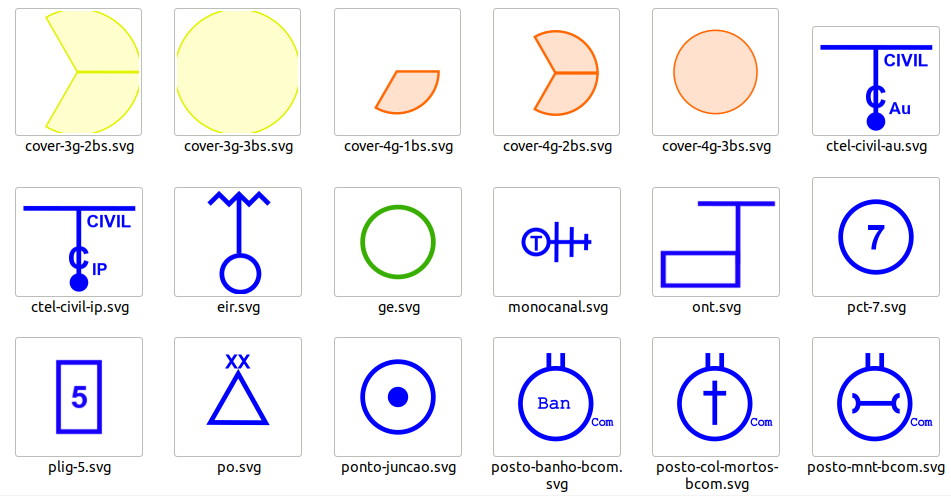 cover-3g-2bs.svg
cover-3g-3bs.svg
cover-4g-1bs.svg
cover-4g-2bs.svg
cover-4g-3bs.svg
CIVIL
C
Au
ctel-civil-au.svg
CIVIL
C
IP
ctel-civil-ip.svg
eir.svg
ge.svg
T
monocanal.svg
ont.svg
7
pct-7.svg
5
plig-5.svg
XX
po.svg
ponto-juncao.svg
Ban
Com
posto-banho-bcom.
svg
Com
posto-col-mortos-
bcom.svg
Com
posto-mnt-bcom.svg